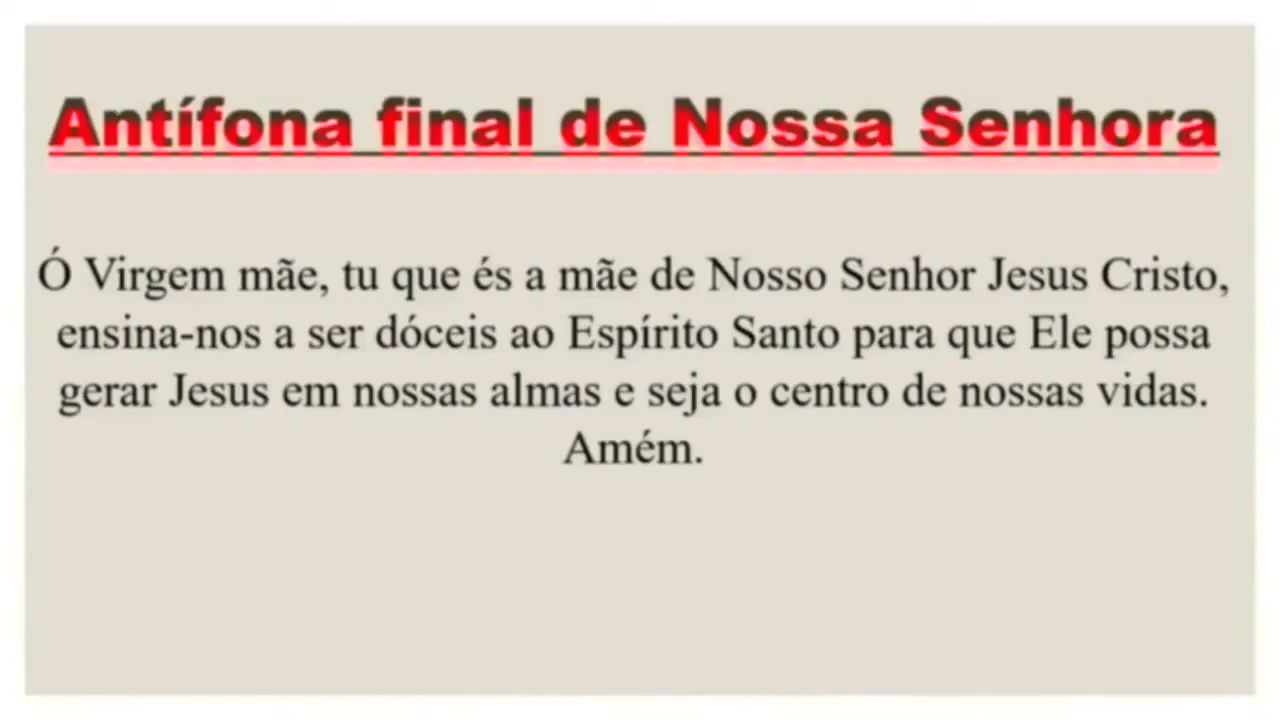 Antífona final de Nossa Senhora
Ó Virgem mãe, tu que és a mãe de Nosso Senhor Jesus Cristo,
ensina-nos a ser dóceis ao Espírito Santo para que Ele possa
gerar Jesus em nossas almas e seja o centro de nossas vidas.
Amém.